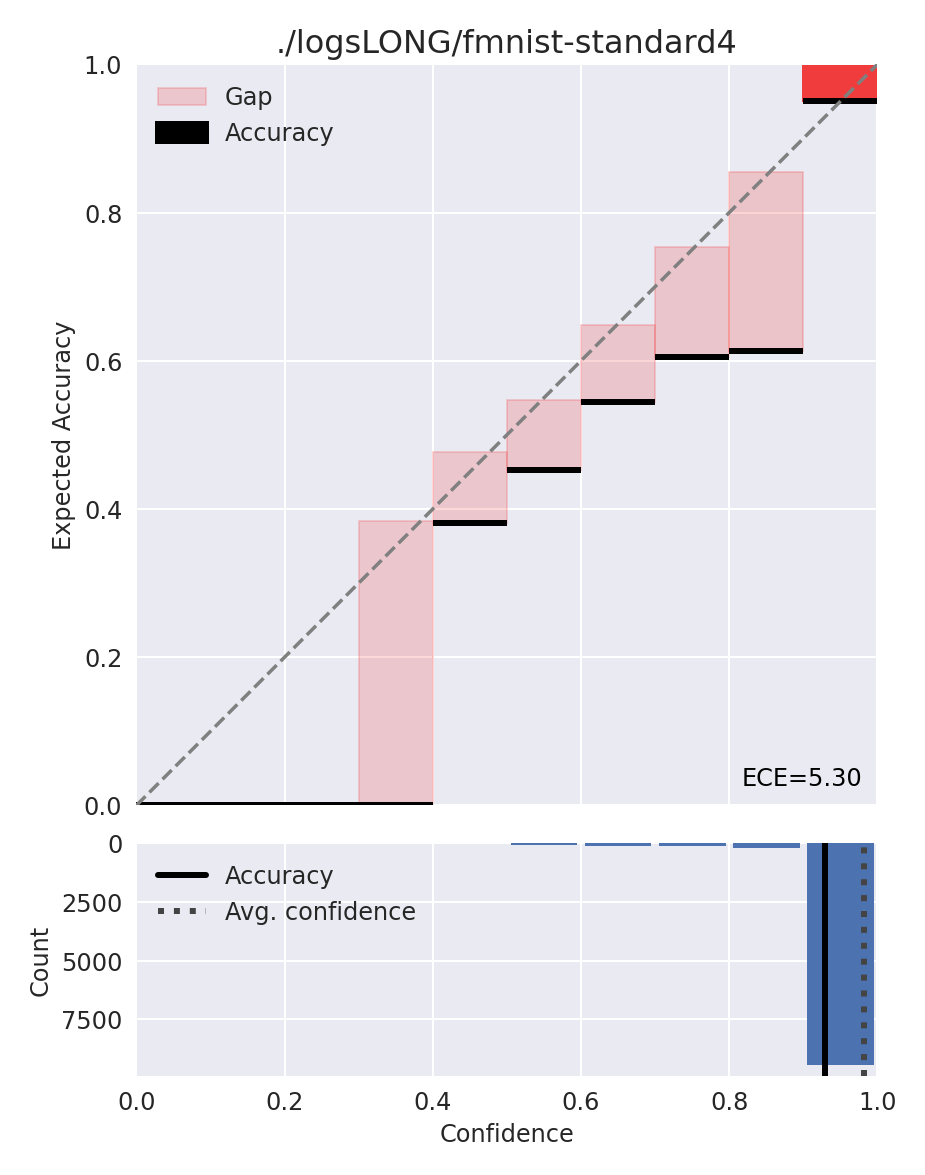 ./logsLONG/fmnist-standard4
1.0
Gap
Accuracy
0.8
0.6
Expected Accuracy
0.4
0.2
ECE=5.30
0.0
0
Accuracy
2500
Avg. confidence
Count
5000
7500
0.0 0.2 0.4 0.6 0.8 1.0
Confidence